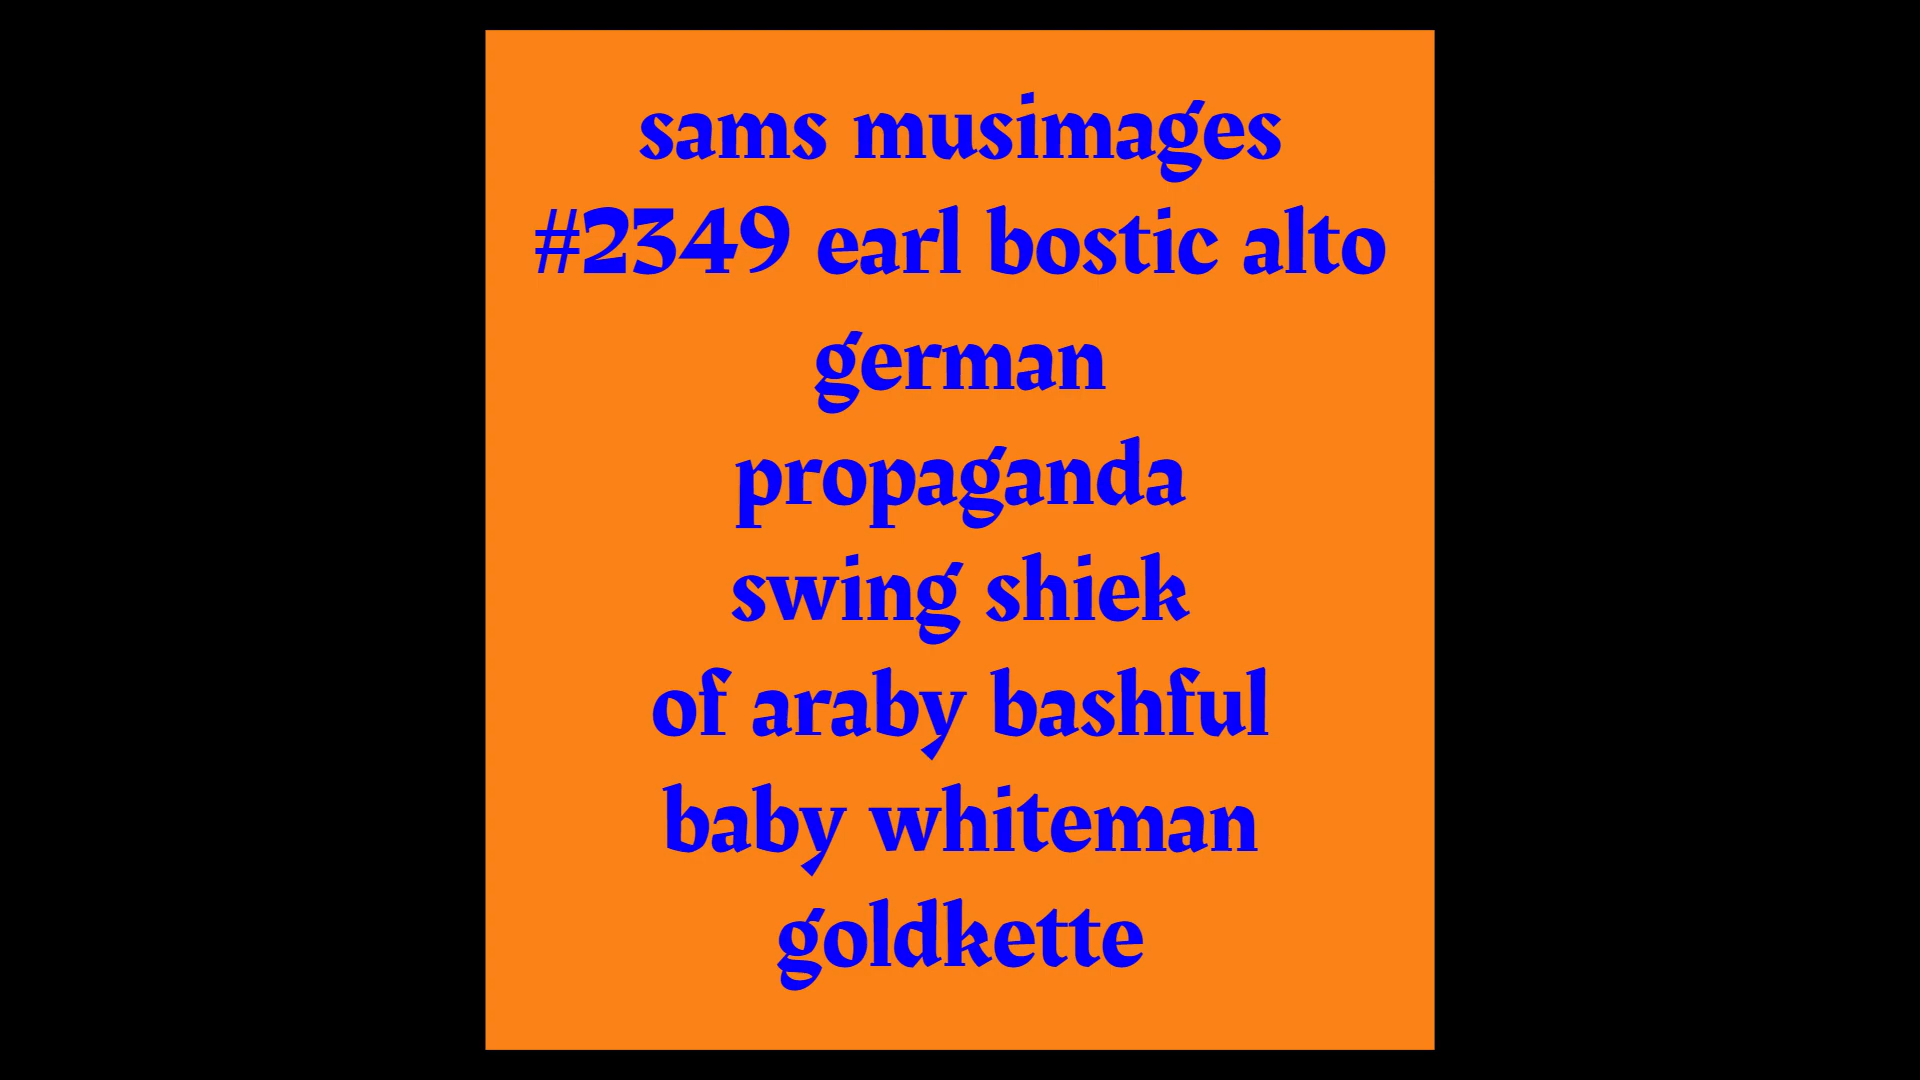 sams musimages
#2349 earl bostic alto
german
propaganda
swing shiek
of araby bashful
baby whiteman
goldkette